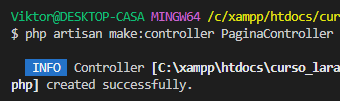 Viktor@DESKTOP-CASA MINGW64 /c/xampp/htdocs/cur
$ php artisan make:controller PaginaController
INFO Controller [C:\xampp\htdocs\curso_lara
php] created successfully.